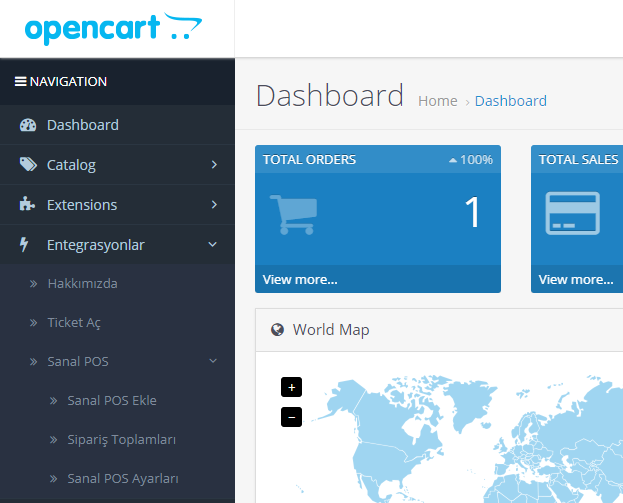 opencart
NAVIGATION
Dashboard
Catalog
Extensions
Entegrasyonlar
Hakkımızda
Ticket Aç
Sanal POS
Sanal POS Ekle
Sipariş Toplamları
Sanal POS Ayarları
Dashboard Home › Dashboard
TOTAL ORDERS 100%
1
View more...
TOTAL SALES
View more...
World Map
+
−